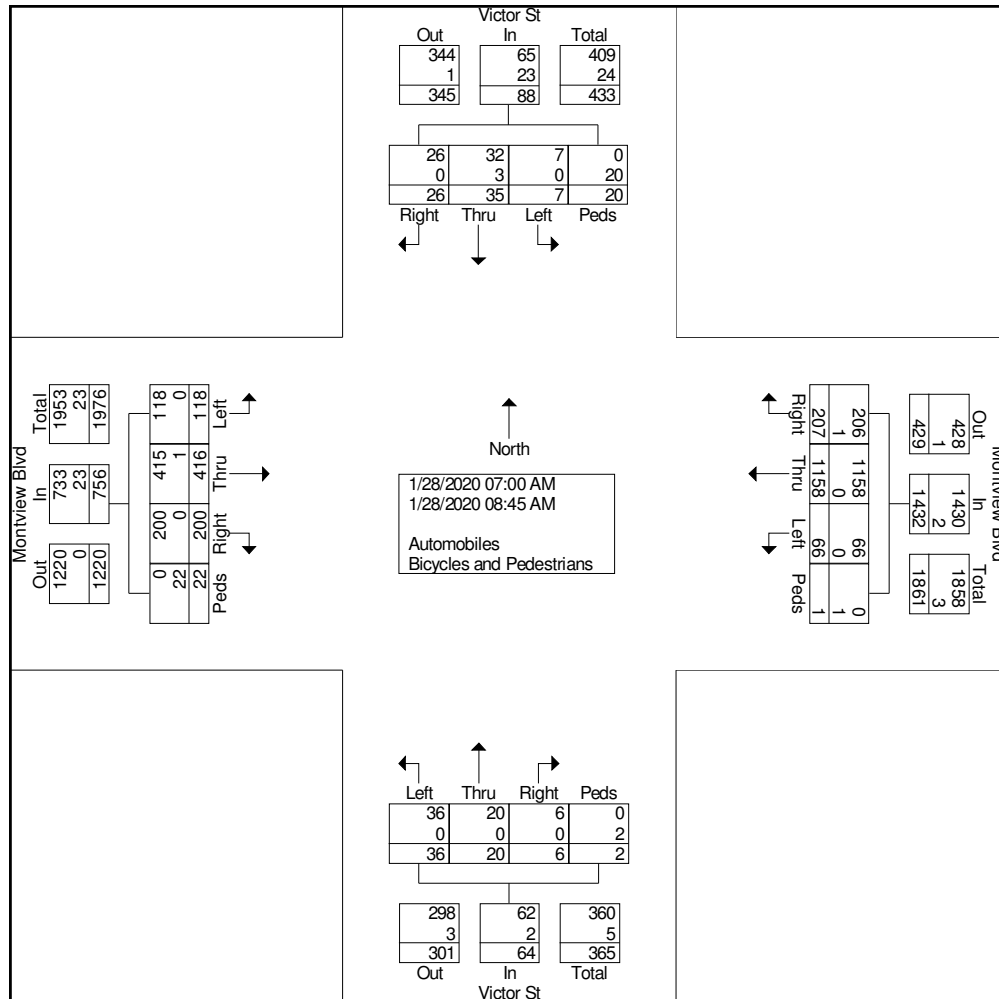 Victor St
Out In Total
344 65 409
1 23 24
345 88 433
26 32 7 0
0 3 0 20
26 35 7 20
Right Thru Left Peds
Montview Blvd
Total
1953
23
1976
In
733
23
756
Out
1220
0
1220
118
0
118
Left
415
1
416
Thru
200
0
200
Right
0
22
22
Peds
North
1/28/2020 07:00 AM
1/28/2020 08:45 AM
Automobiles
Bicycles and Pedestrians
Right
206
1
207
Thru
1158
0
1158
Left
66
0
66
Peds
0
1
1
Out
428
1
429
In
1430
2
1432
Total
1858
3
1861
Montview Blvd
Left Thru Right Peds
36 20 6 0
0 0 0 2
36 20 6 2
298 62 360
3 2 5
301 64 365
Out In Total
Victor St